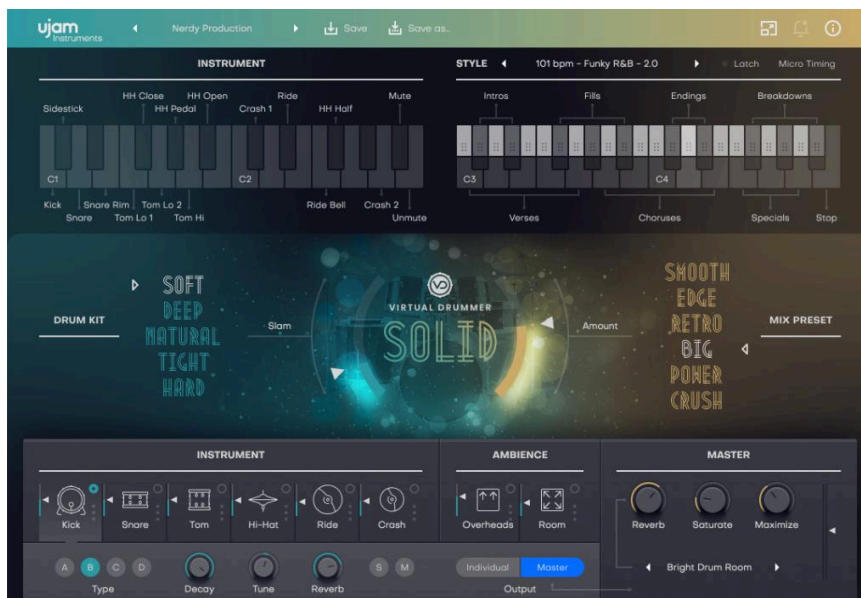 ujam
Instruments
Nerdy Production
Save
Save as..
INSTRUMENT
STYLE
101 bpm - Funky R&B - 2.0
Latch
Micro Timing
HH Close
HH Open
Ride
Mute
Sidestick
HH Pedal
Crash 1
HH Half
Intros
Fills
Endings
Breakdowns
C1
C2
C3
C4
Kick
Snare Rim
Tom Lo 2
Ride Bell
Crash 2
Snare
Tom Lo 1
Tom Hi
Unmute
Verses
Choruses
Specials
Stop
DRUM KIT
SOFT
DEEP
NATURAL
TIGHT
HARD
Slam
VD
VIRTUAL DRUMMER
SOLID
Amount
SMOOTH
EDGE
RETRO
BIG
POWER
CRUSH
MIX PRESET
INSTRUMENT
AMBIENCE
MASTER
Kick
Snare
Tom
Hi-Hat
Ride
Crash
Overheads
Room
Reverb
Saturate
Maximize
A
B
C
D
S
M
Individual
Master
Bright Drum Room
Type
Decay
Tune
Reverb
Output